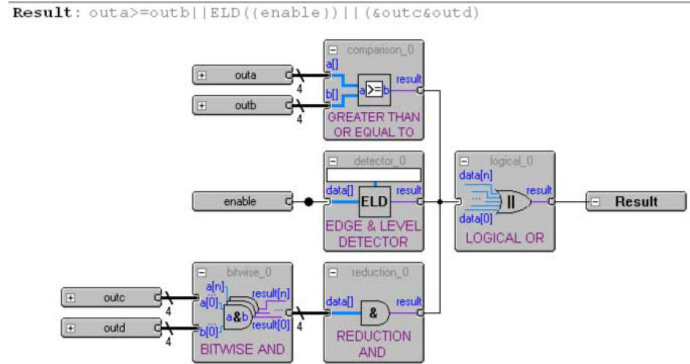 Result: outa>=outb||ELD({enable})||(&outc&outd)
comparison_0
a[]
result
outa
4
a>=b
b[]
outb
4
GREATER THAN
OR EQUAL TO
detector_0
logical_0
data[n]
data[]
result
...
result
enable
ELD
||
Result
data[0]
EDGE & LEVEL
DETECTOR
LOGICAL OR
bitwise_0
reduction_0
a[n]
...
result[n]
data[]
result
outc
a[0]
...
4
a&b
&
outd
b[0]
result[0]
4
4
REDUCTION
BITWISE AND
AND